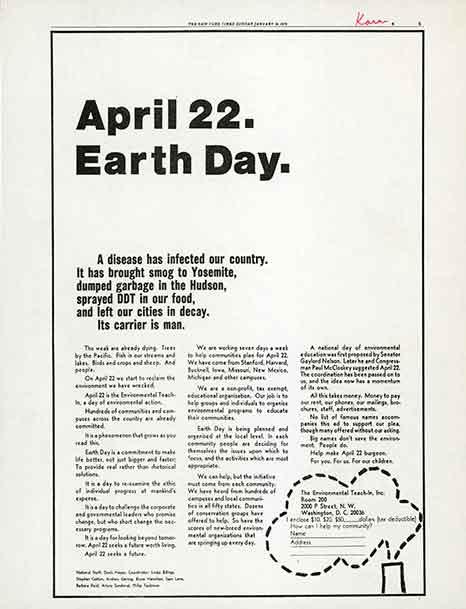 THE NEW YORK TIMES SUNDAY JANUARY 18 1970
5
April 22.
Earth Day.
A disease has infected our country.
It has brought smog to Yosemite,
dumped garbage in the Hudson,
sprayed DDT in our food,
and left our cities in decay.
Its carrier is man.
The weak are already dying. Trees
by the Pacific. Fish in our streams and
lakes. Birds and crops and sheep. And
people.
On April 22 we start to reclaim the
environment we have wrecked.
April 22 is the Environmental Teach-
In, a day of environmental action.
Hundreds of communities and cam-
puses across the country are already
committed.
It is a phenomenon that grows as you
read this.
Earth Day is a commitment to make
life better, not just bigger and faster;
To provide real rather than rhetorical
solutions.
It is a day to re-examine the ethic
of individual progress at mankind's
expense.
It is a day to challenge the corporate
and governmental leaders who promise
change, but who short change the nec-
essary programs.
It is a day for looking beyond tomor-
row. April 22 seeks a future worth living.
April 22 seeks a future.
We are working seven days a week
to help communities plan for April 22.
We have come from Stanford, Harvard,
Bucknell, Iowa, Missouri, New Mexico,
Michigan and other campuses.
We are a non-profit, tax exempt,
educational organization. Our job is to
help groups and individuals to organize
environmental programs to educate
their communities.
Earth Day is being planned and
organized at the local level. In each
community people are deciding for
themselves the issues upon which to
focus, and the activities which are most
appropriate.
We can help, but the initiative
must come from each community.
We have heard from hundreds of
campuses and local communi-
ties in all fifty states. Dozens
of conservation groups have
offered to help. So have the
scores of new-breed environ-
mental organizations that
are springing up every day.
A national day of environmental
education was first proposed by Senator
Gaylord Nelson. Later he and Congress-
man Paul McCloskey suggested April 22.
The coordination has been passed on to
us, and the idea now has a momentum
of its own.
All this takes money. Money to pay
our rent, our phones, our mailings, bro-
chures, staff, advertisements.
No list of famous names accom-
panies this ad to support our plea,
though many offered without our asking.
Big names don't save the environ-
ment. People do.
Help make April 22 burgeon.
For you. For us. For our children.
The Environmental Teach-In, Inc.
Room 200
2000 P Street, N. W.
Washington, D. C. 20036
I enclose $10, $20, $50, dollars (tax deductible)
How can I help my community?
Name
Address
National Staff: Denis Hayes, Coordinator; Linda Billings,
Stephen Cotton, Andrew Garling, Bryce Hamilton, Sam Love,
Barbara Reid, Arturo Sandoval, Philip Taubman